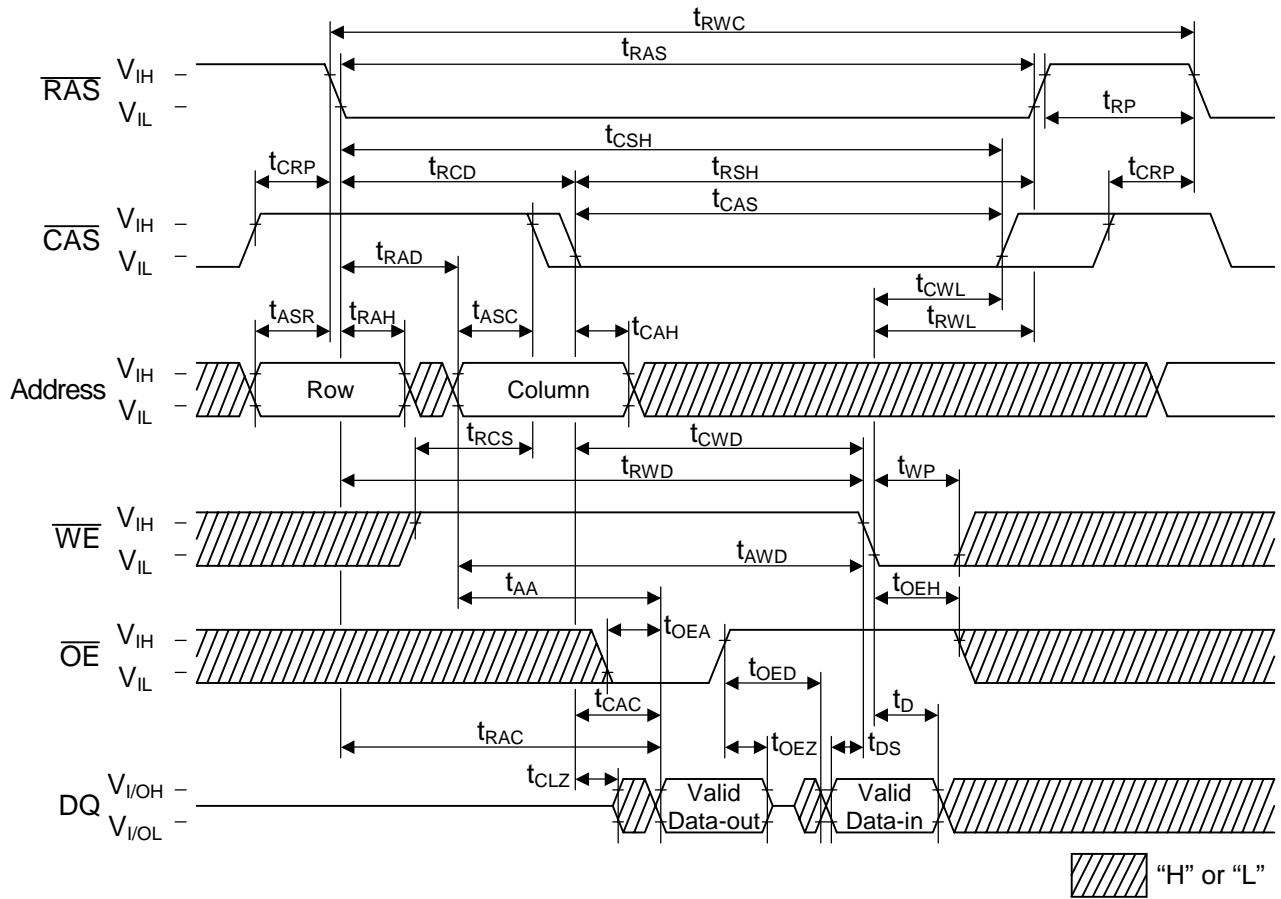 tRWC
tRAS
RAS VIH
VIL
tRP
tCSH
tCRP tRCD tRSH tCRP
tCAS
CAS VIH
VIL
tRAD
tCWL
tASR tRAH tASC tCAH tRWL
Address VIH
VIL
Row Column
tRCS tCWD
tRWD tWP
WE VIH
VIL
tAWD
tAA tOEH
OE VIH
VIL
tOEA
tOED
tCAC tD
tRAC tOEZ tDS
tCLZ
DQ VI/OH
VI/OL
Valid Data-out
Valid Data-in
“H” or “L”